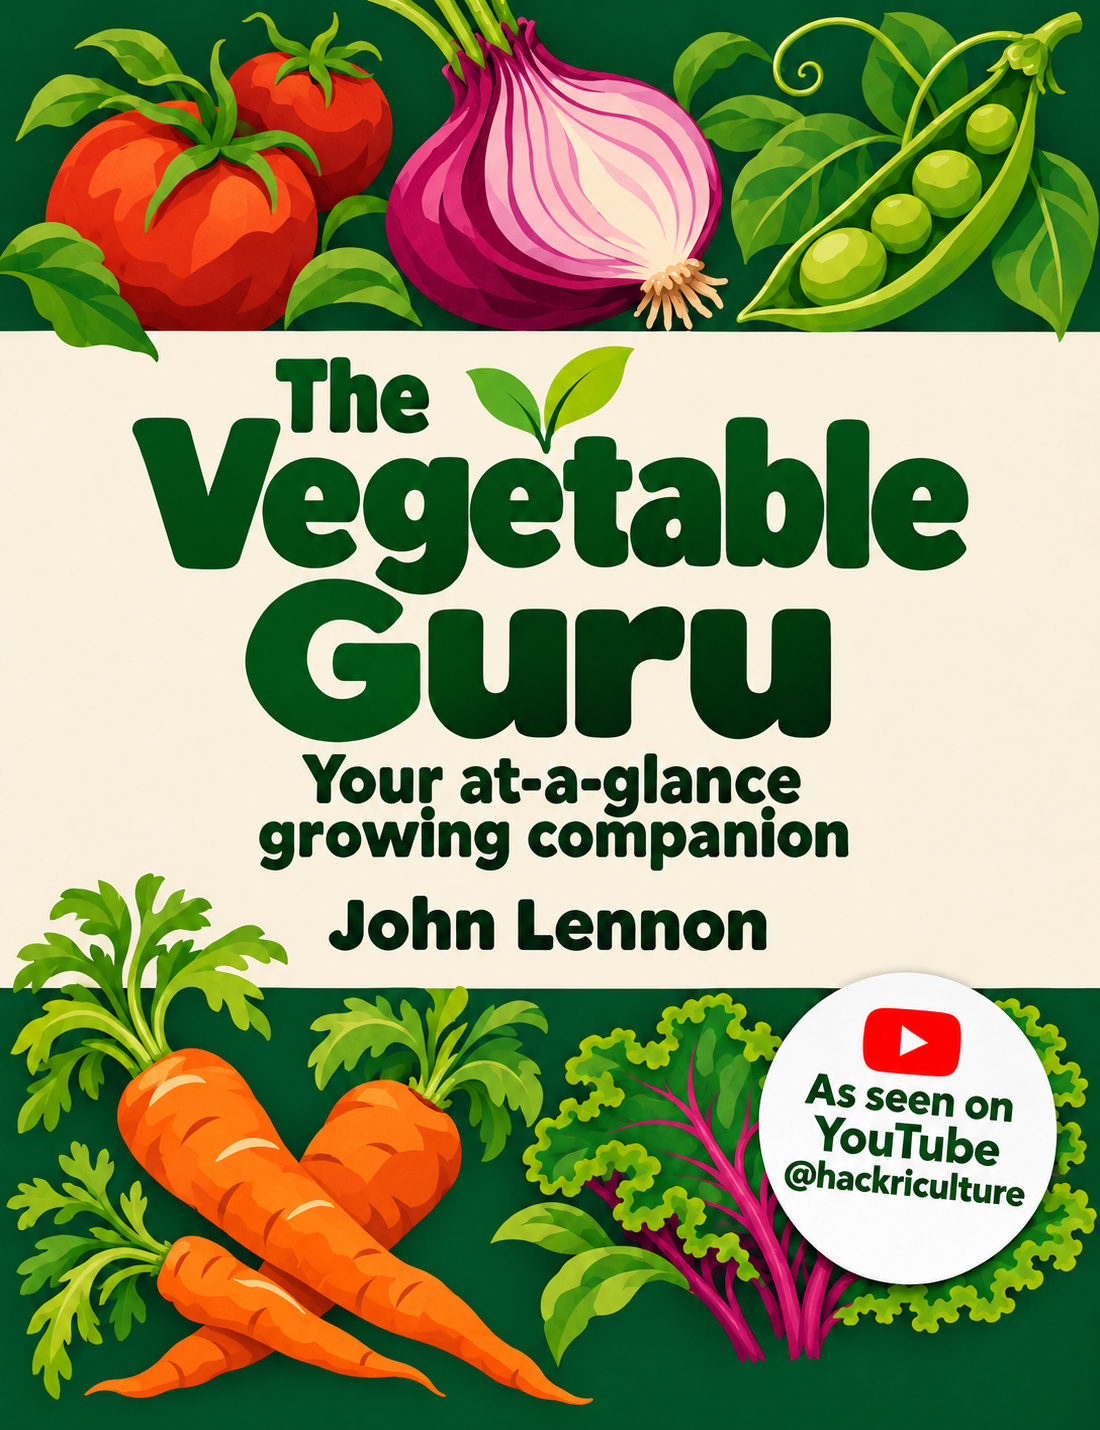 The
Vegetable
Guru
Your at-a-glance
growing companion
John Lennon
As seen on
YouTube
@hackriculture